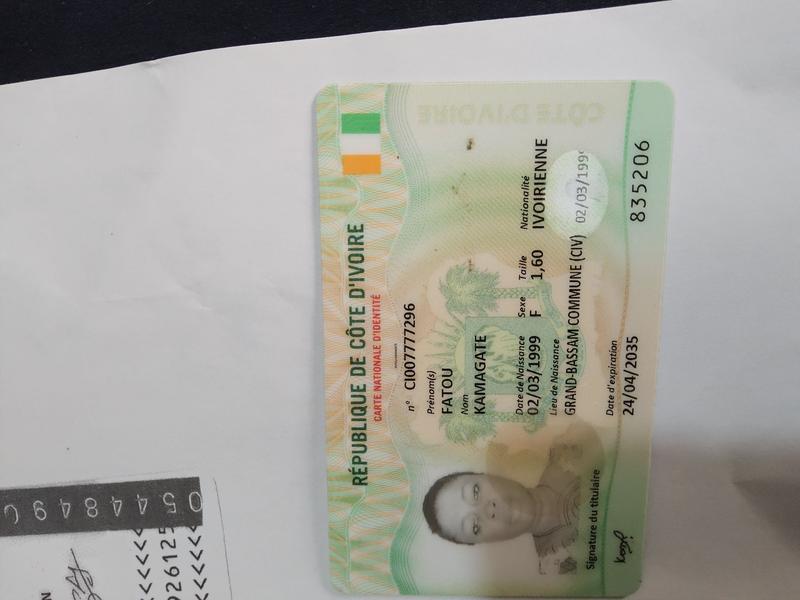 CÔTE D'IVOIRE
RÉPUBLIQUE DE CÔTE D'IVOIRE
CARTE NATIONALE D'IDENTITÉ
n° CI007777296
Prénom(s)
FATOU
Nom
KAMAGATE
Date de Naissance Sexe Taille Nationalité
02/03/1999 F 1,60 IVOIRIENNE
Lieu de Naissance
GRAND-BASSAM COMMUNE (CIV) 02/03/1999
Date d'expiration
24/04/2035
835206
Signature du titulaire